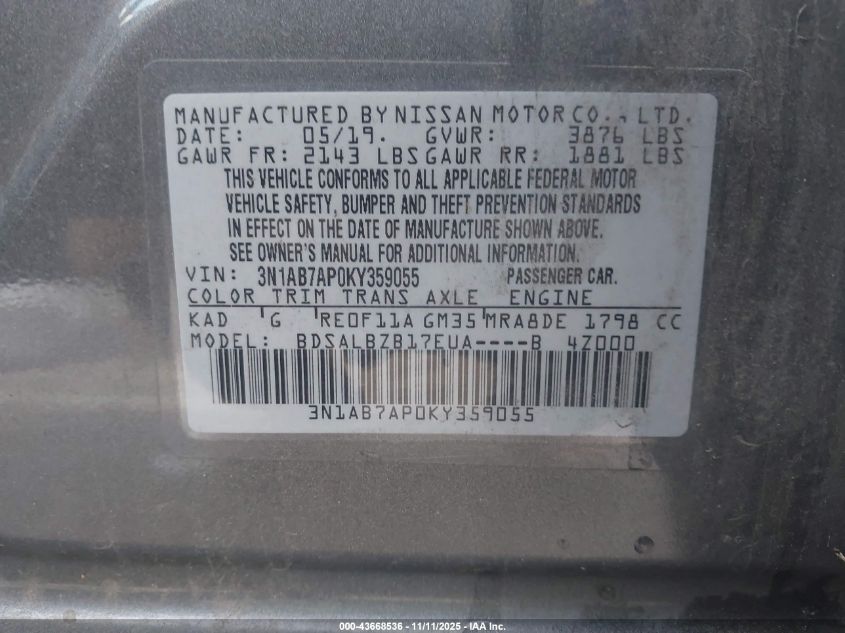 MANUFACTURED BY NISSAN MOTOR CO., LTD.
DATE: 05/19. GVWR: 3876 LBS
GAWR FR: 2143 LBS GAWR RR: 1881 LBS
THIS VEHICLE CONFORMS TO ALL APPLICABLE FEDERAL MOTOR
VEHICLE SAFETY, BUMPER AND THEFT PREVENTION STANDARDS
IN EFFECT ON THE DATE OF MANUFACTURE SHOWN ABOVE.
SEE OWNER'S MANUAL FOR ADDITIONAL INFORMATION.
VIN: 3N1AB7AP0KY359055 PASSENGER CAR.
COLOR TRIM TRANS AXLE ENGINE
KAD G RE0F11A GM35 MRA8DE 1798 CC
MODEL: BDSALBZB17EUA----B 4Z000
3N1AB7AP0KY359055
000-43668536 - 11/11/2025 - IAA Inc.